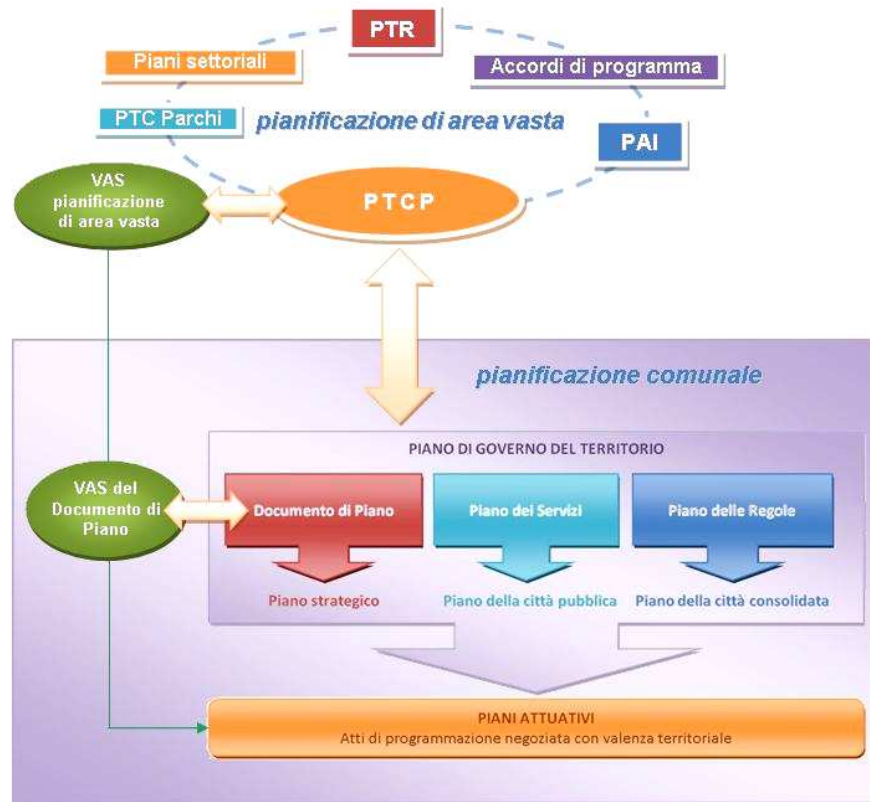 PTR
Piani settoriali
Accordi di programma
PTC Parchi
pianificazione di area vasta
PAI
VAS
pianificazione
di area vasta
PTCP
pianificazione comunale
PIANO DI GOVERNO DEL TERRITORIO
VAS del
Documento di
Piano
Documento di Piano
Piano dei Servizi
Piano delle Regole
Piano strategico
Piano della città pubblica
Piano della città consolidata
PIANI ATTUATIVI
Atti di programmazione negoziata con valenza territoriale